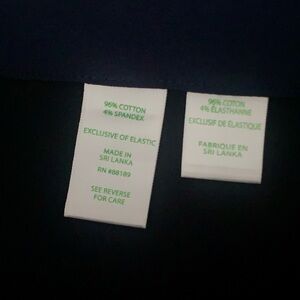 96% COTTON
4% SPANDEX
EXCLUSIVE OF ELASTIC
MADE IN
SRI LANKA
RN #88189
SEE REVERSE
FOR CARE
96% COTON
4% ÉLASTHANNE
EXCLUSIF DE ÉLASTIQUE
FABRIQUE EN
SRI LANKA